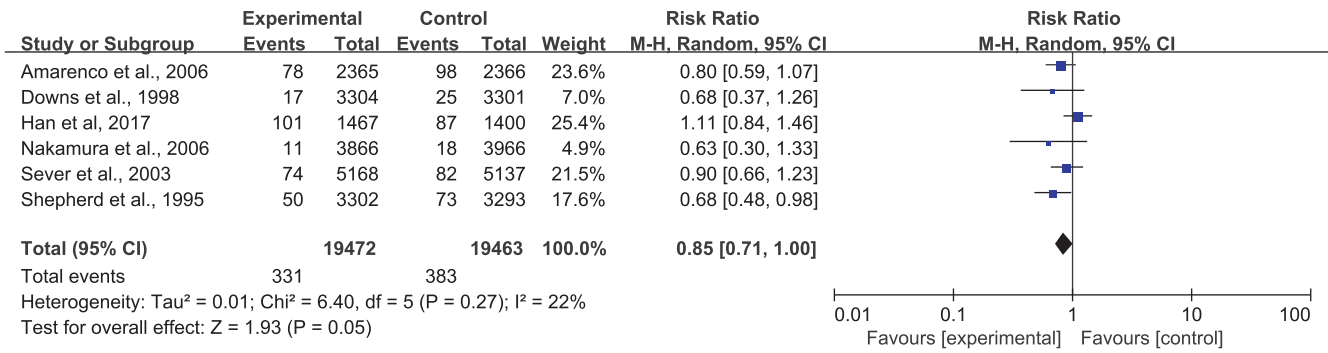 Experimental Control Risk Ratio Risk Ratio
Study or Subgroup Events Total Events Total Weight M-H, Random, 95% CI M-H, Random, 95% CI
Amarenco et al., 2006 78 2365 98 2366 23.6% 0.80 [0.59, 1.07]
Downs et al., 1998 17 3304 25 3301 7.0% 0.68 [0.37, 1.26]
Han et al, 2017 101 1467 87 1400 25.4% 1.11 [0.84, 1.46]
Nakamura et al., 2006 11 3866 18 3966 4.9% 0.63 [0.30, 1.33]
Sever et al., 2003 74 5168 82 5137 21.5% 0.90 [0.66, 1.23]
Shepherd et al., 1995 50 3302 73 3293 17.6% 0.68 [0.48, 0.98]
Total (95% CI) 19472 19463 100.0% 0.85 [0.71, 1.00]
Total events 331 383
Heterogeneity: Tau² = 0.01; Chi² = 6.40, df = 5 (P = 0.27); I² = 22%
Test for overall effect: Z = 1.93 (P = 0.05)
0.01 0.1 1 10 100
Favours [experimental] Favours [control]